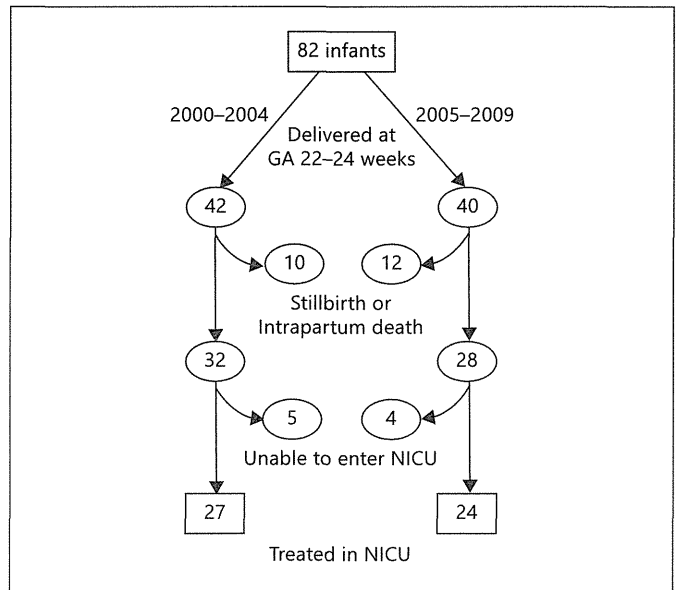 82 infants
2000–2004
2005–2009
Delivered at
GA 22–24 weeks
42
40
10
12
Stillbirth or
Intrapartum death
32
28
5
4
Unable to enter NICU
27
24
Treated in NICU